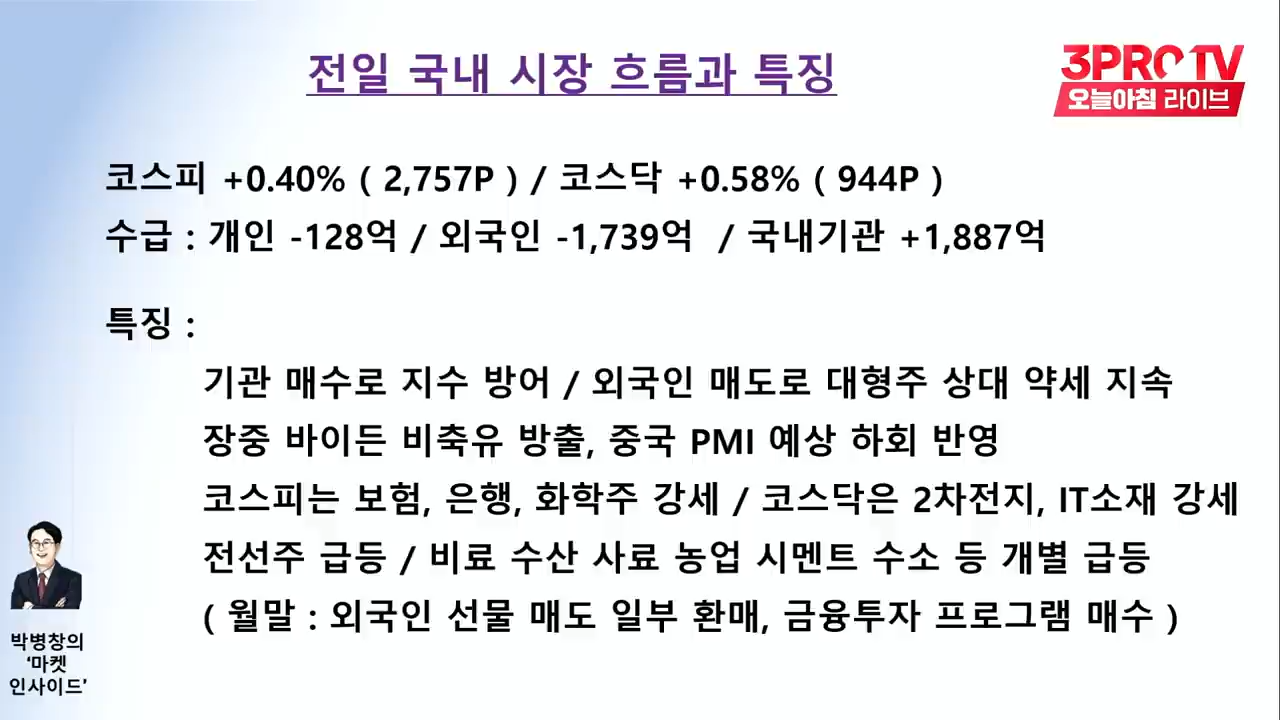 전일 국내 시장 흐름과 특징
3PROTV
오늘아침 라이브
코스피 +0.40% ( 2,757P ) / 코스닥 +0.58% ( 944P )
수급 : 개인 -128억 / 외국인 -1,739억 / 국내기관 +1,887억
특징 :
기관 매수로 지수 방어 / 외국인 매도로 대형주 상대 약세 지속
장중 바이든 비축유 방출, 중국 PMI 예상 하회 반영
코스피는 보험, 은행, 화학주 강세 / 코스닥은 2차전지, IT소재 강세
전선주 급등 / 비료 수산 사료 농업 시멘트 수소 등 개별 급등
( 월말 : 외국인 선물 매도 일부 환매, 금융투자 프로그램 매수 )
박병창의
‘마켓
인사이드’